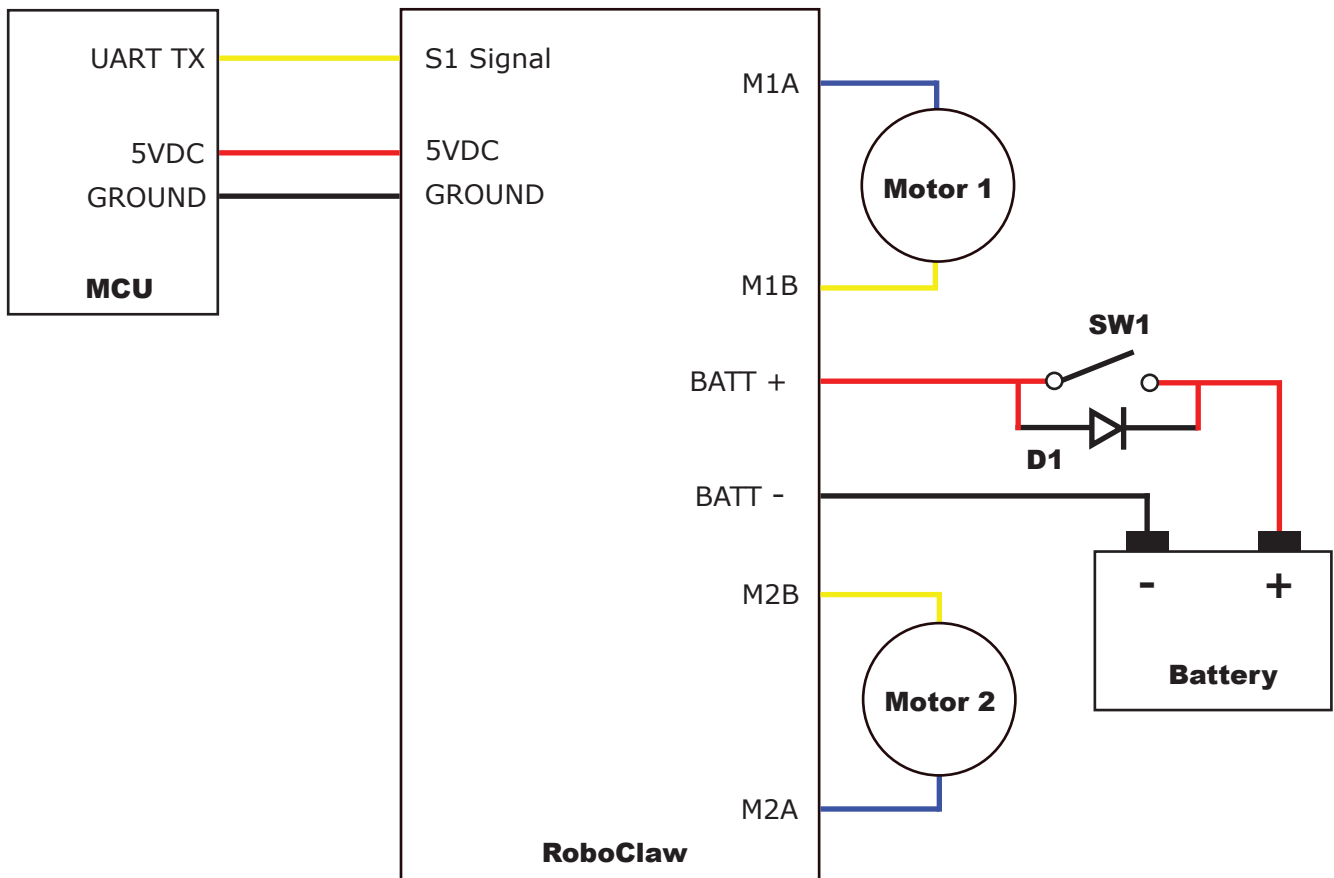 UART TX
5VDC
GROUND
MCU
S1 Signal
5VDC
GROUND
M1A
Motor 1
M1B
SW1
BATT +
D1
BATT -
- +
Battery
M2B
Motor 2
M2A
RoboClaw